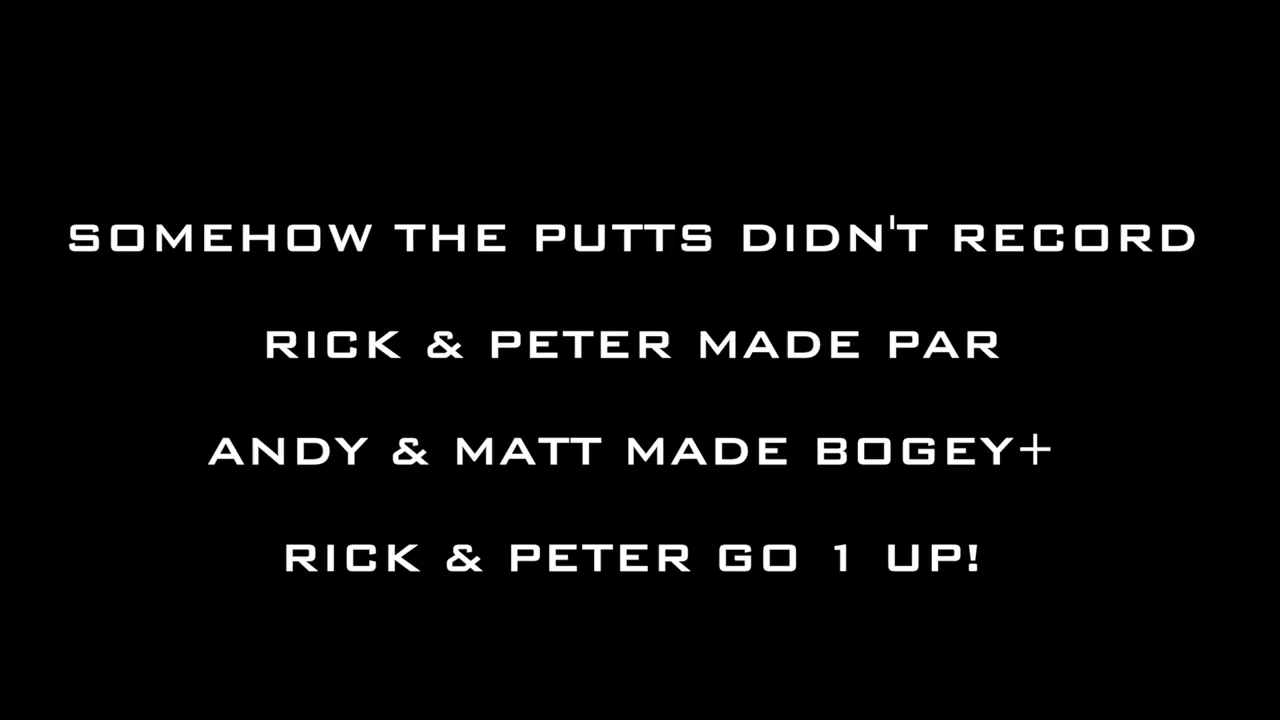 SOMEHOW THE PUTTS DIDN'T RECORD
RICK & PETER MADE PAR
ANDY & MATT MADE BOGEY+
RICK & PETER GO 1 UP!